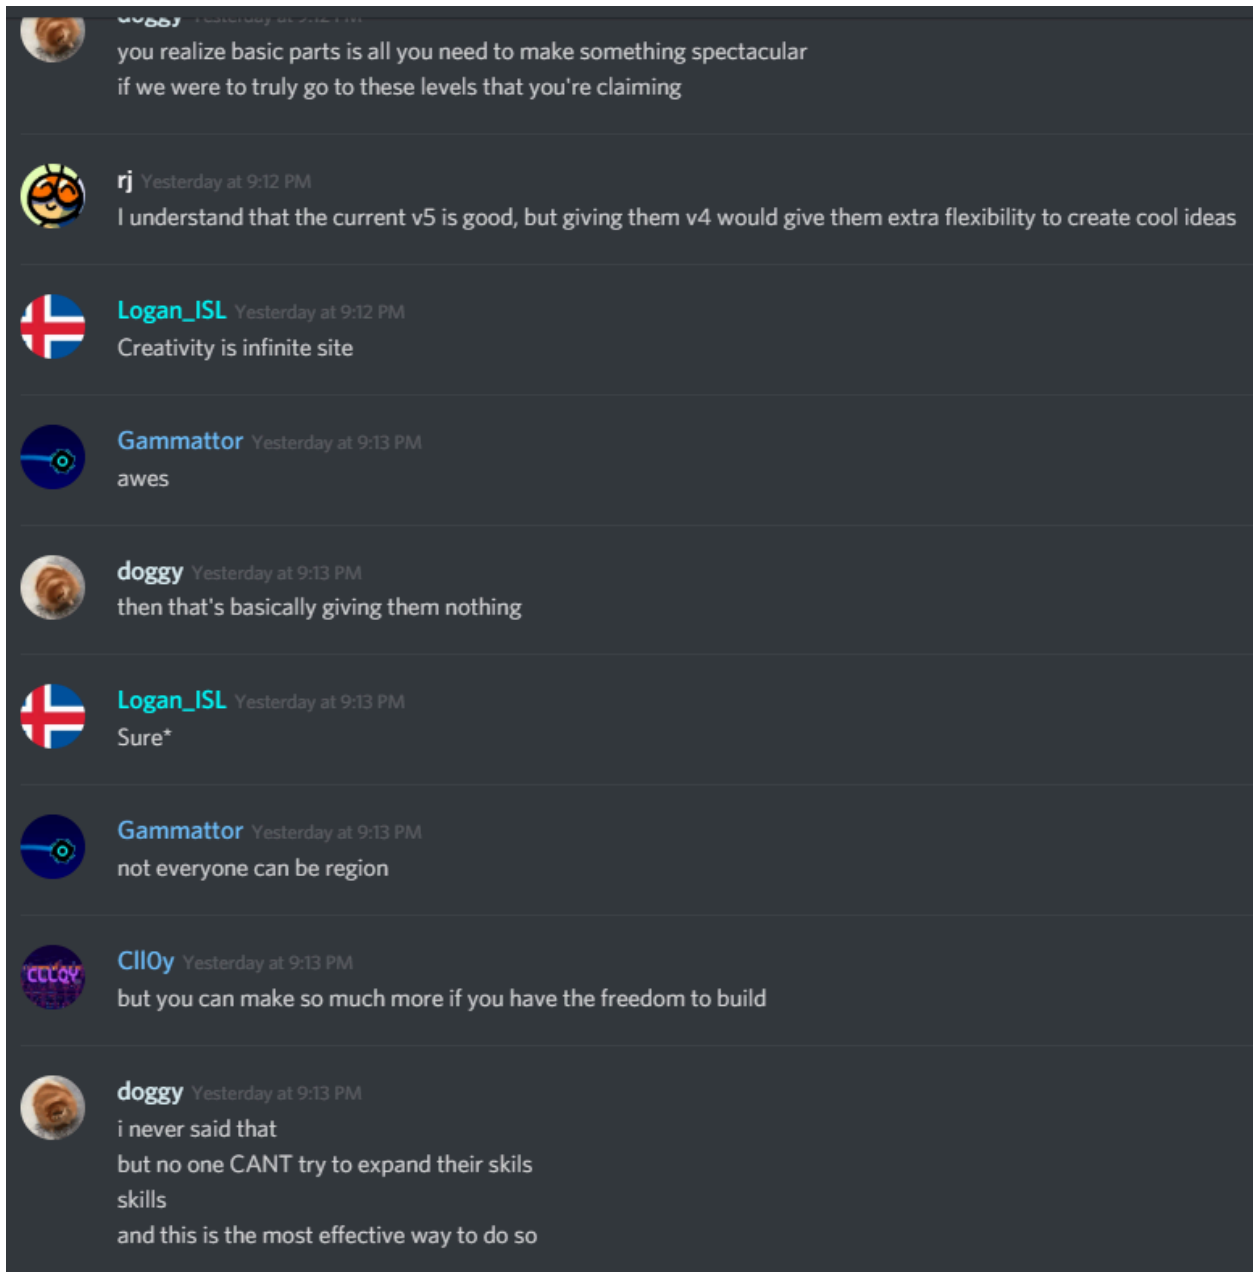 doggy Yesterday at 9:12 PM
you realize basic parts is all you need to make something spectacular
if we were to truly go to these levels that you're claiming
rj Yesterday at 9:12 PM
I understand that the current v5 is good, but giving them v4 would give them extra flexibility to create cool ideas
Logan_ISL Yesterday at 9:12 PM
Creativity is infinite site
Gammattor Yesterday at 9:13 PM
awes
doggy Yesterday at 9:13 PM
then that's basically giving them nothing
Logan_ISL Yesterday at 9:13 PM
Sure*
Gammattor Yesterday at 9:13 PM
not everyone can be region
CLLQY
Cll0y Yesterday at 9:13 PM
but you can make so much more if you have the freedom to build
doggy Yesterday at 9:13 PM
i never said that
but no one CANT try to expand their skils
skills
and this is the most effective way to do so